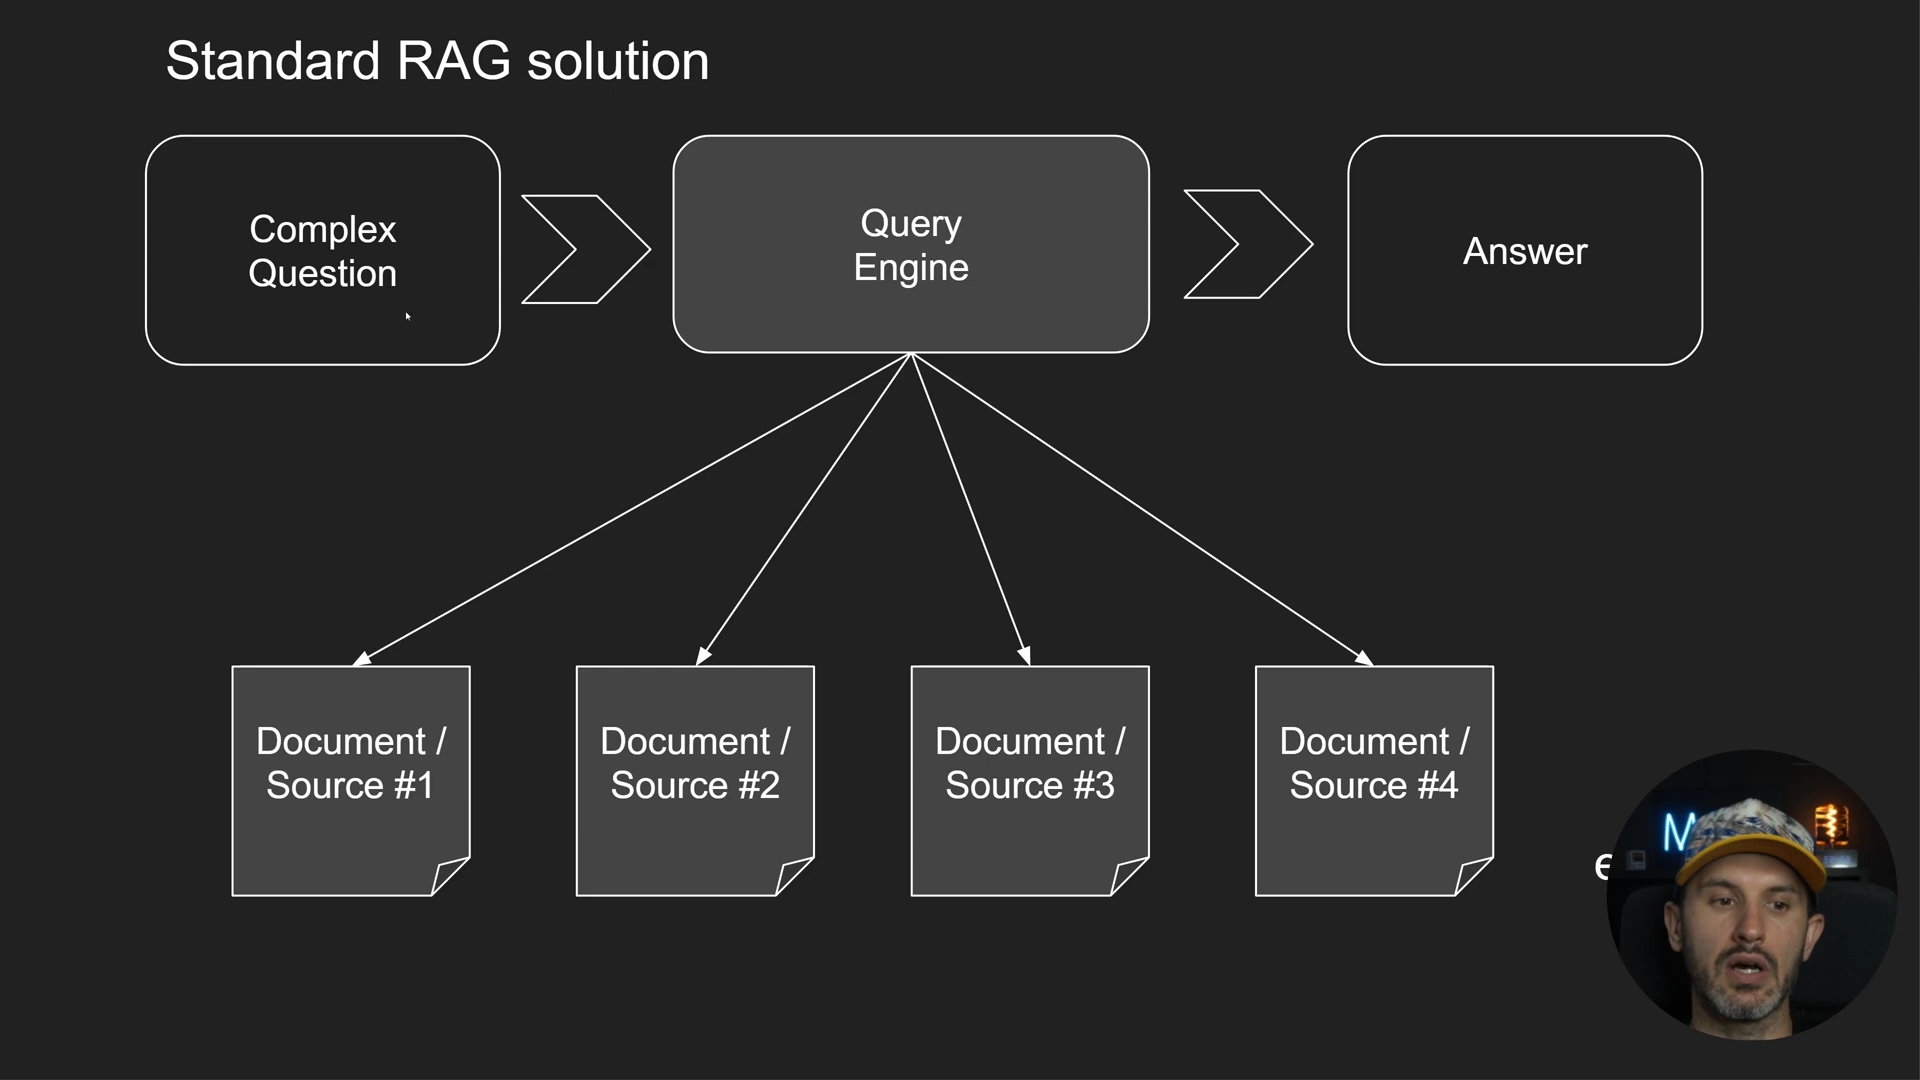 Standard RAG solution
Complex
Question
Query
Engine
Answer
Document /
Source #1
Document /
Source #2
Document /
Source #3
Document /
Source #4